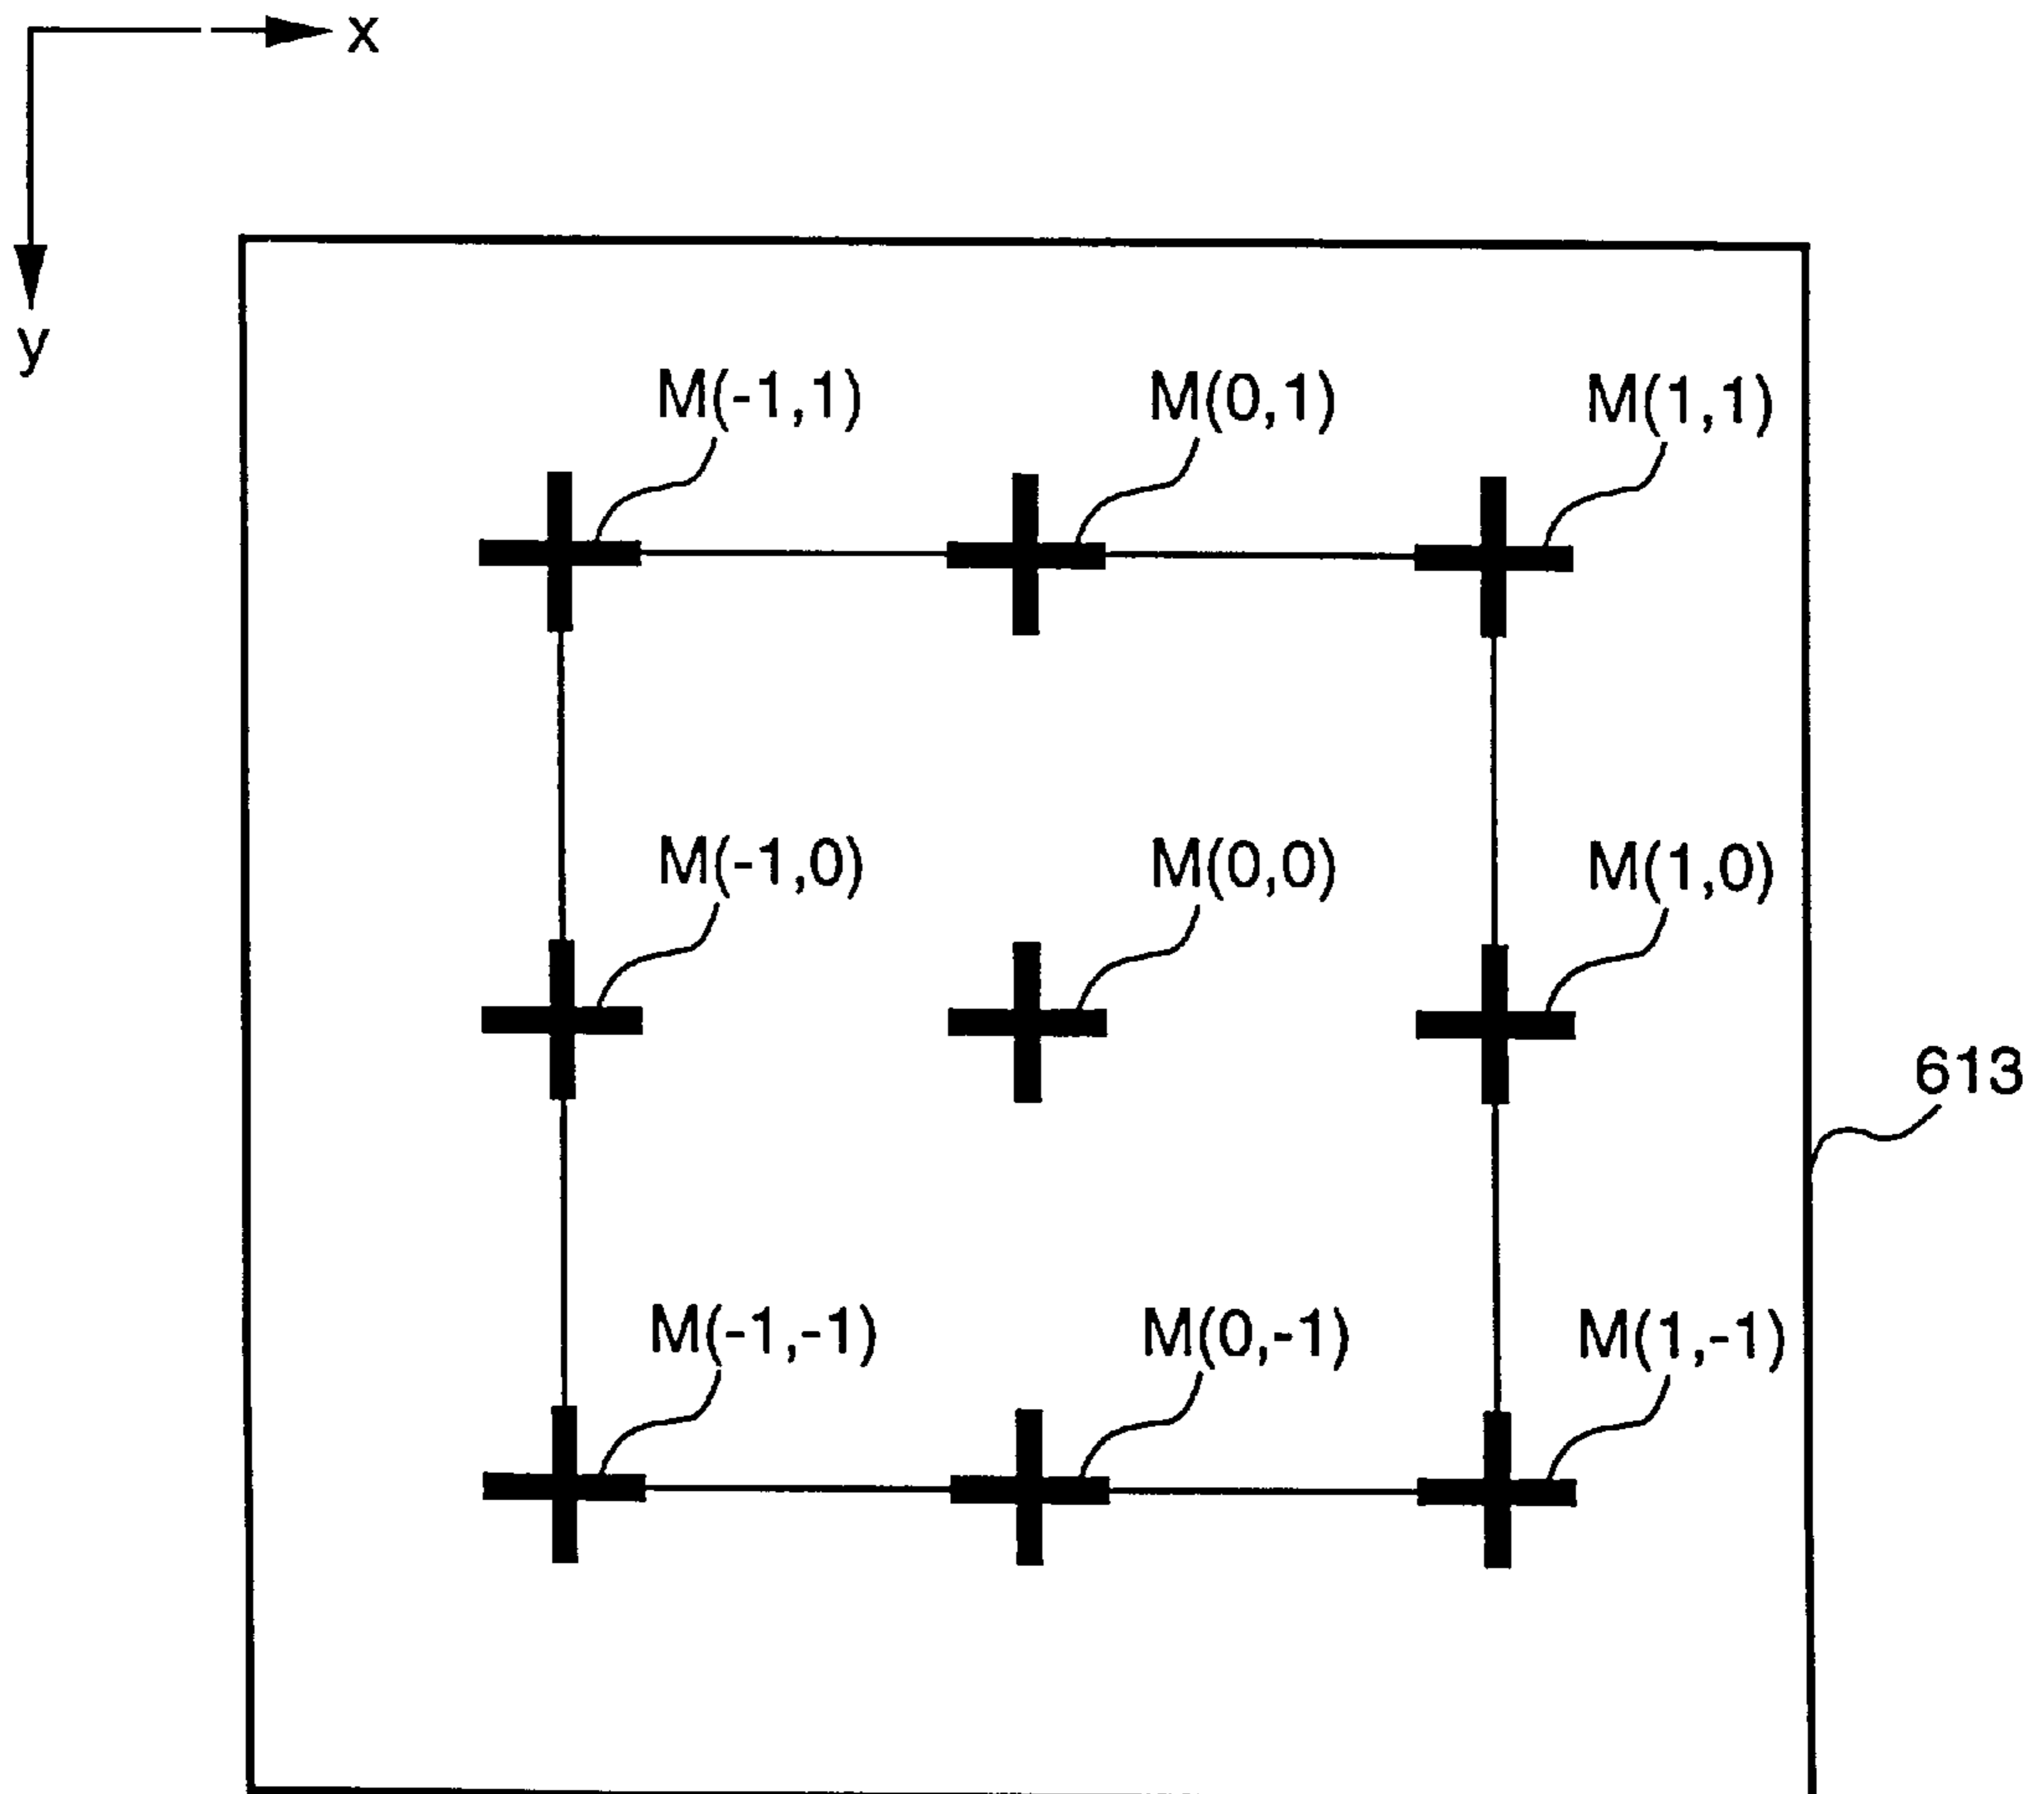 x
y
M(-1,1) M(0,1) M(1,1)
M(-1,0) M(0,0) M(1,0)
613
M(-1,-1) M(0,-1) M(1,-1)